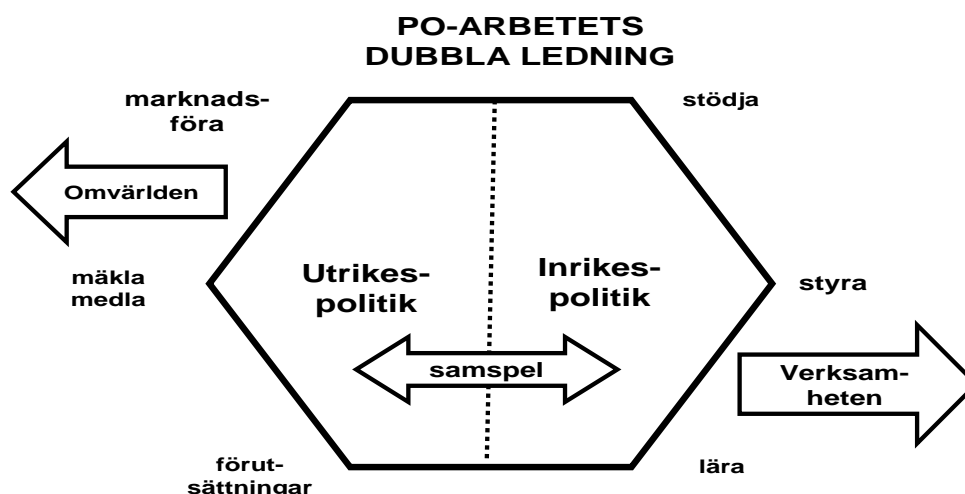 PO-ARBETETS
DUBBLA LEDNING
marknads-
föra
stödja
Omvärlden
mäkla
medla
Utrikes-
politik
Inrikes-
politik
styra
samspel
Verksam-
heten
förut-
sättningar
lära